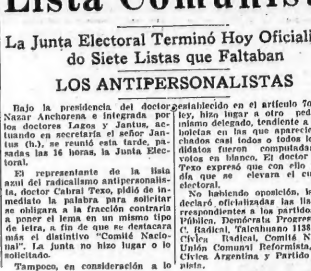 Lista Comunist
La Junta Electoral Terminó Hoy Oficiali
do Siete Listas que Faltaban
LOS ANTIPERSONALISTAS
Bajo la presidencia del doctor
Nazar Anchorena e integrada por
los doctores Lagos y Jantus, ac-
tuando en secretaría el señor Jan-
tus (h.), se reunió esta tarde, pa-
sadas las 16 horas, la Junta Elec-
toral.
El representante de la lista
azul del radicalismo antipersonalis-
ta, doctor Cabral Texo, pidió de in-
mediato la palabra para solicitar
se obligara a la fracción contraria
a poner el lema en un mismo tipo
de letra, a fin de que se destacara
más el distintivo "Comité Nacio-
nal". La junta no hizo lugar o lo
solicitado.
Tampoco, en consideración a lo
establecido en el artículo 7o
ley, hizo lugar a otro ped
mismo delegado, tendiente a
boletas en las que aparecie
chados casi todos o todos lo
didatos fueron computadas
votos en blanco. El doctor
Texo expresó que con ello
día que se elevara el cu
electoral.
No habiendo oposición, la
declaró oficializadas las lis
rrespondientes a los partidos
Pública, Demócrata Progres
C. Radical, Talcahuano 1138
Cívica Radical, Comité N
Unión Comunal Reformista,
Cívica Argentina y Partido
nista.